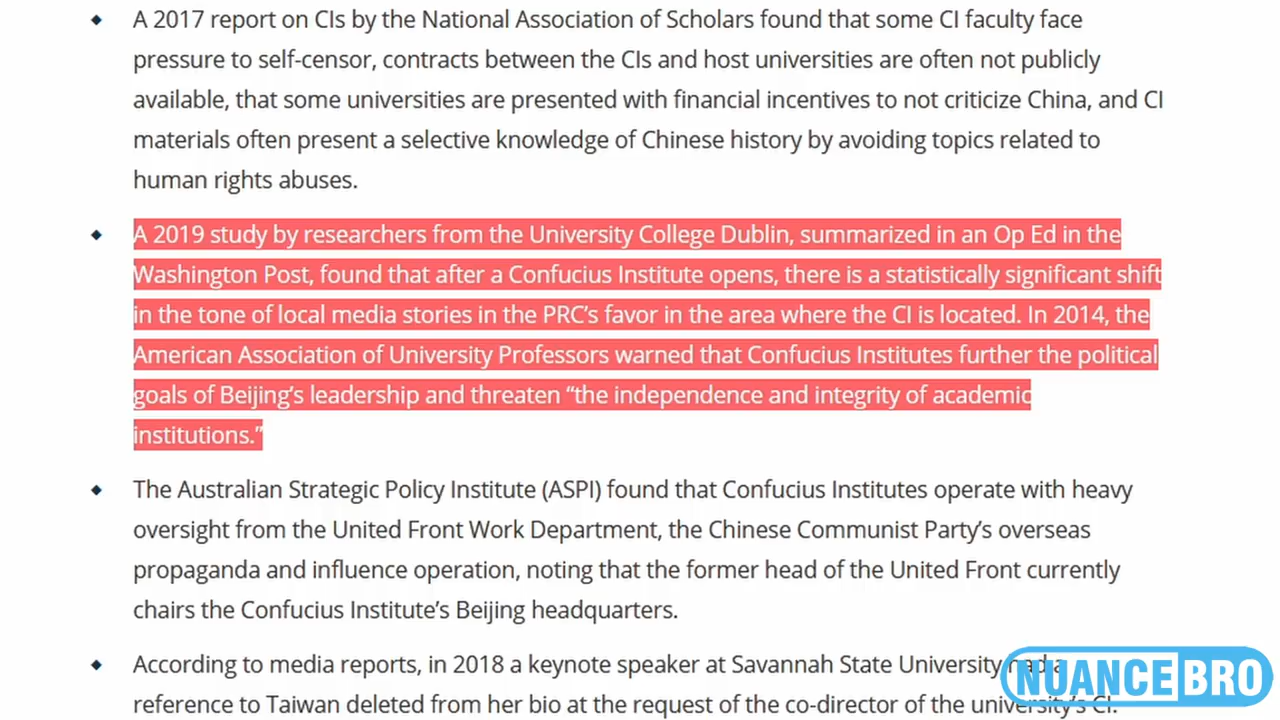 A 2017 report on CIs by the National Association of Scholars found that some CI faculty face
pressure to self-censor, contracts between the CIs and host universities are often not publicly
available, that some universities are presented with financial incentives to not criticize China, and CI
materials often present a selective knowledge of Chinese history by avoiding topics related to
human rights abuses.
A 2019 study by researchers from the University College Dublin, summarized in an Op Ed in the
Washington Post, found that after a Confucius Institute opens, there is a statistically significant shift
in the tone of local media stories in the PRC’s favor in the area where the CI is located. In 2014, the
American Association of University Professors warned that Confucius Institutes further the political
goals of Beijing’s leadership and threaten “the independence and integrity of academic
institutions.”
The Australian Strategic Policy Institute (ASPI) found that Confucius Institutes operate with heavy
oversight from the United Front Work Department, the Chinese Communist Party’s overseas
propaganda and influence operation, noting that the former head of the United Front currently
chairs the Confucius Institute’s Beijing headquarters.
According to media reports, in 2018 a keynote speaker at Savannah State University had a
reference to Taiwan deleted from her bio at the request of the co-director of the university’s CI.
NUANCEBRO